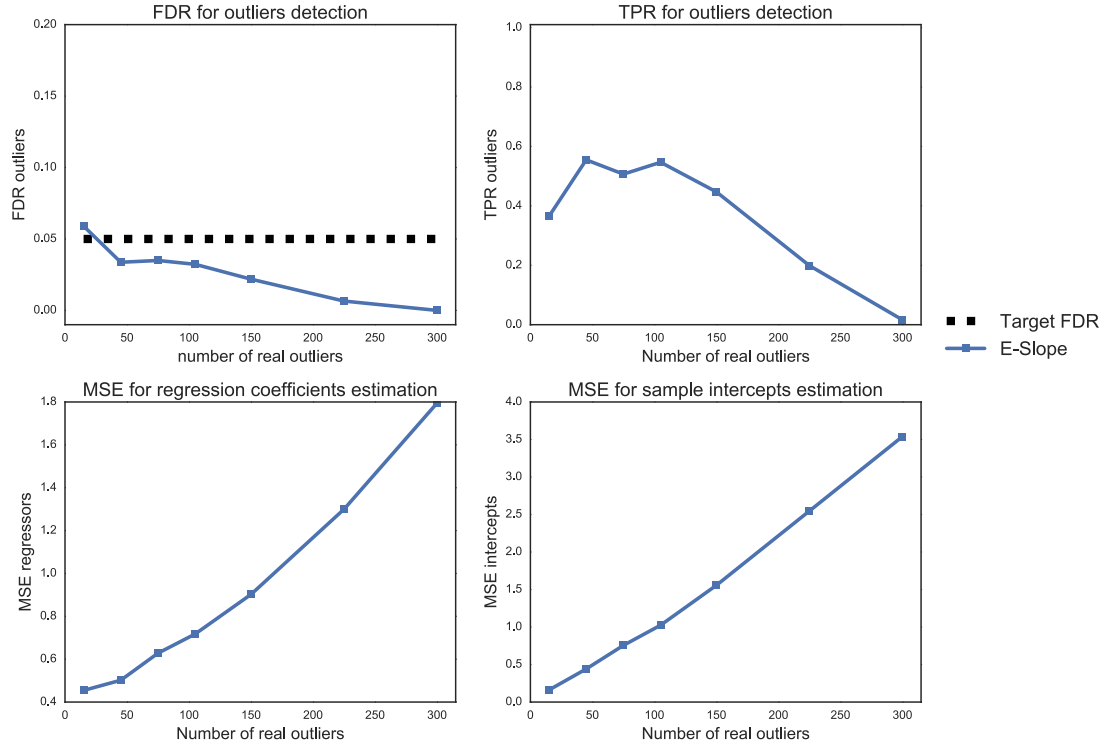 FDR for outliers detection
0.20
0.15
0.10
0.05
0.00
FDR outliers
0 50 100 150 200 250 300
number of real outliers
TPR for outliers detection
1.0
0.8
0.6
0.4
0.2
0.0
TPR outliers
0 50 100 150 200 250 300
Number of real outliers
Target FDR
E-Slope
MSE for regression coefficients estimation
1.8
1.6
1.4
1.2
1.0
0.8
0.6
0.4
MSE regressors
0 50 100 150 200 250 300
Number of real outliers
MSE for sample intercepts estimation
4.0
3.5
3.0
2.5
2.0
1.5
1.0
0.5
0.0
MSE intercepts
0 50 100 150 200 250 300
Number of real outliers